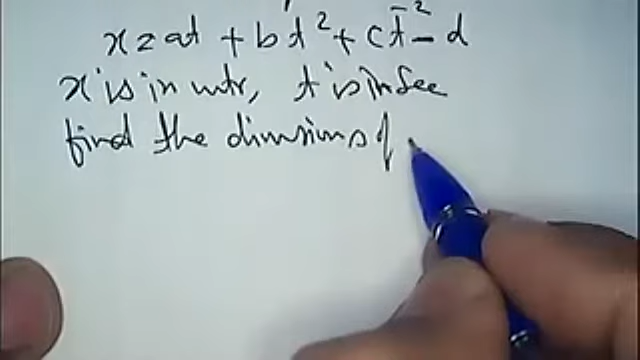 x = at + bt² + ct⁻² - d
x is in mtr, t is in Sec
find the dimensions of